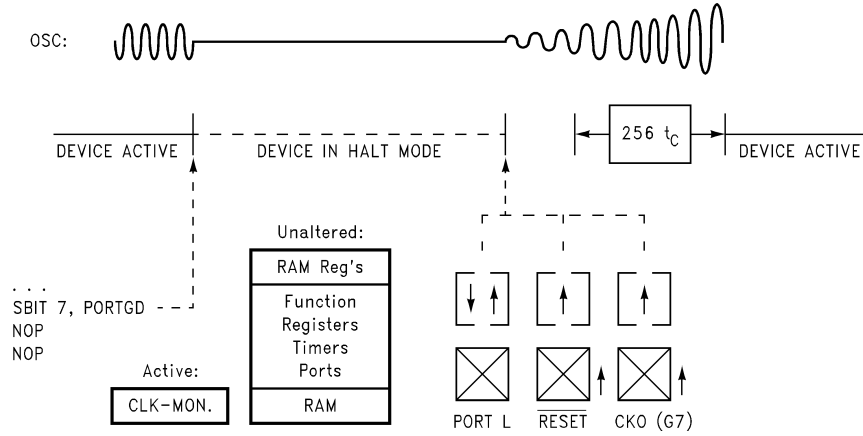 OSC:
256 tC
DEVICE ACTIVE
DEVICE IN HALT MODE
DEVICE ACTIVE
Unaltered:
RAM Reg's
Function
Registers
Timers
Ports
RAM
. . .
SBIT 7, PORTGD
NOP
NOP
Active:
CLK-MON.
PORT L
RESET
CKO (G7)